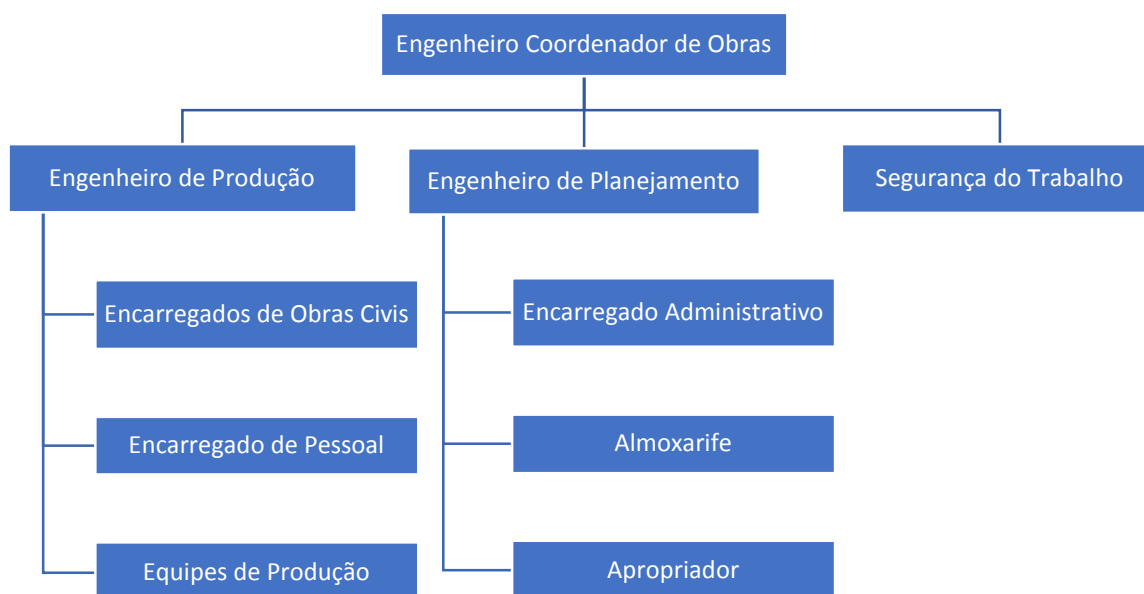 Engenheiro Coordenador de Obras
Engenheiro de Produção
Engenheiro de Planejamento
Segurança do Trabalho
Encarregados de Obras Civis
Encarregado Administrativo
Encarregado de Pessoal
Almoxarife
Equipes de Produção
Apropriador